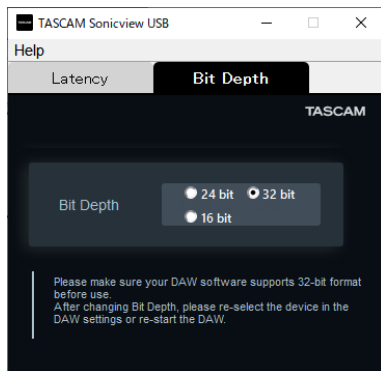 TASCAM Sonicview USB
Help
Latency Bit Depth
TASCAM
Bit Depth
24 bit 32 bit
16 bit
Please make sure your DAW software supports 32-bit format
before use.
After changing Bit Depth, please re-select the device in the
DAW settings or re-start the DAW.